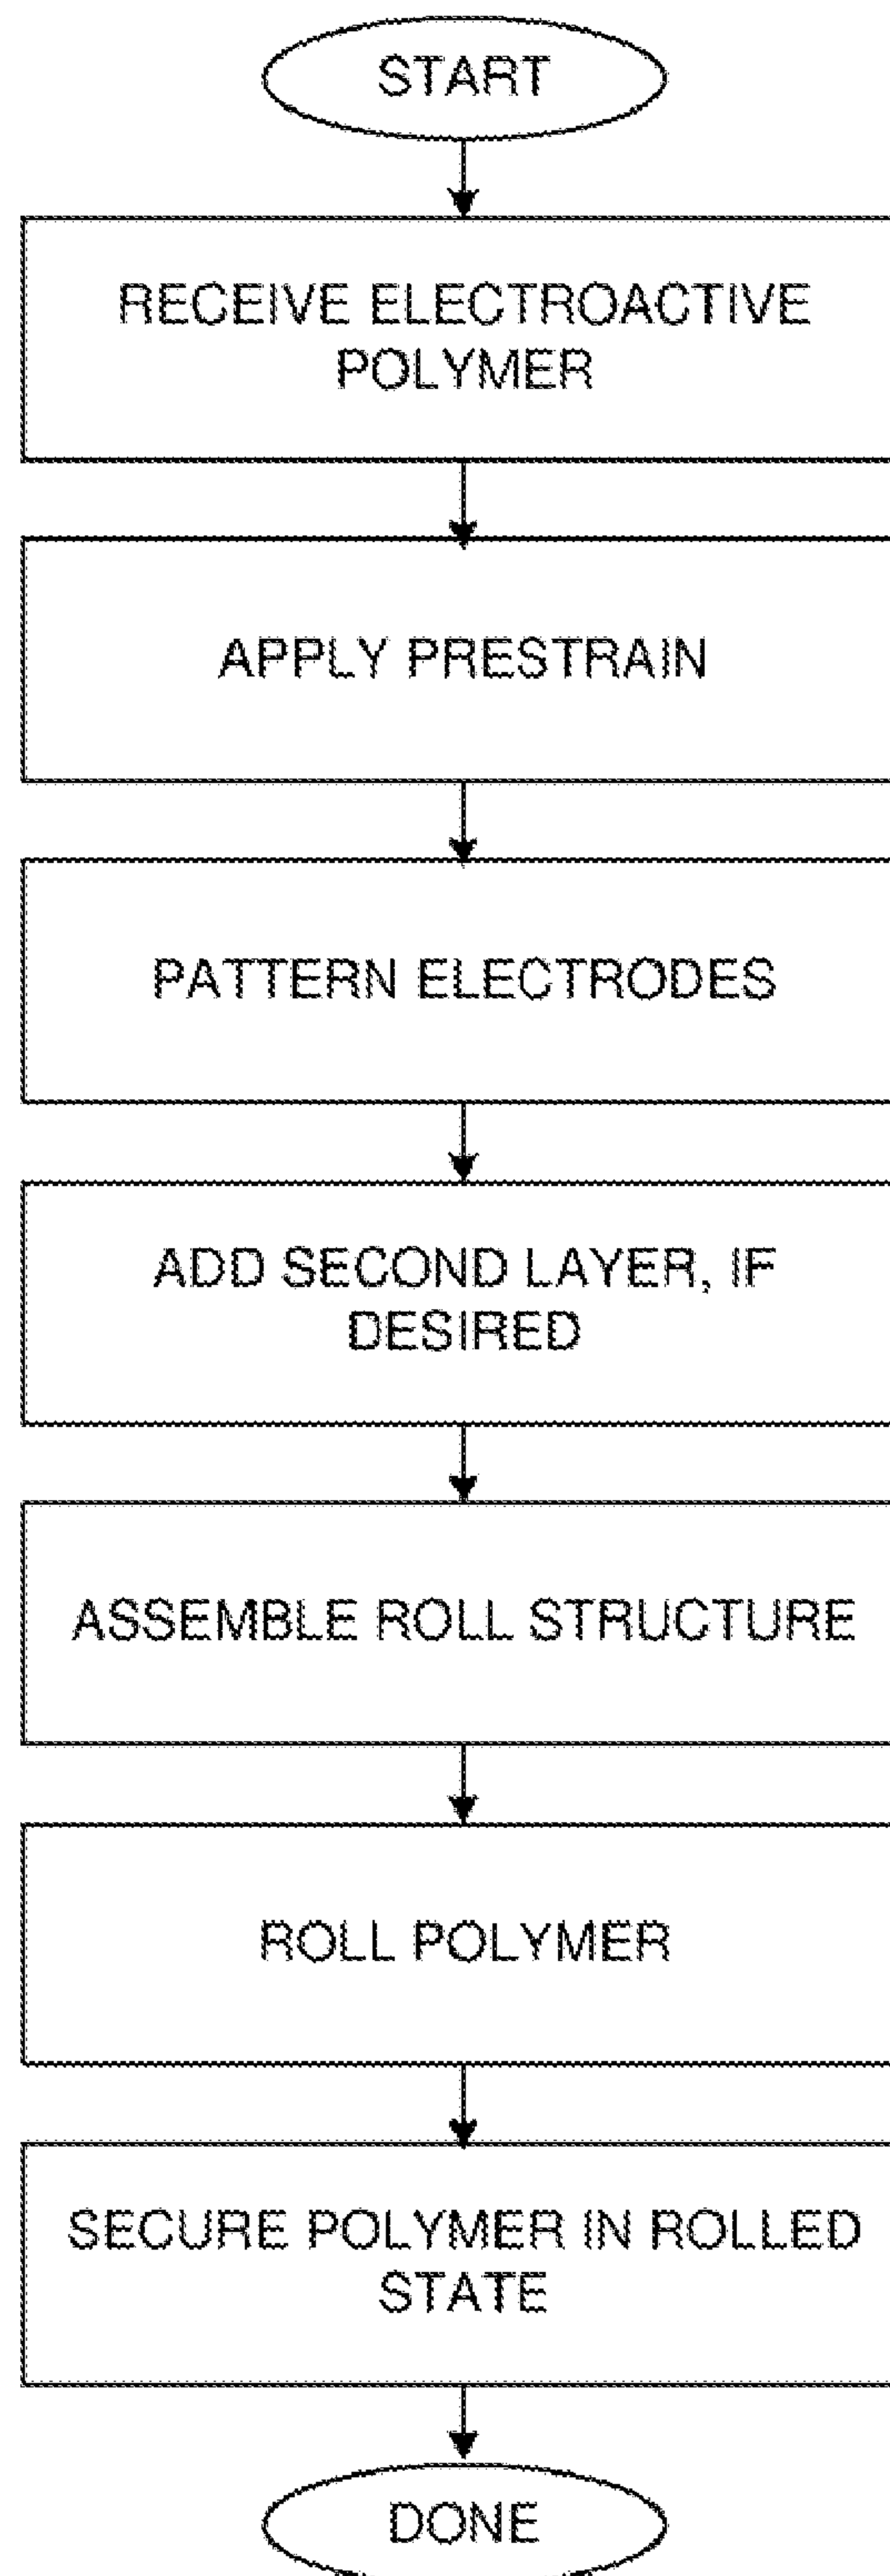 START
RECEIVE ELECTROACTIVE
POLYMER
APPLY PRESTRAIN
PATTERN ELECTRODES
ADD SECOND LAYER, IF
DESIRED
ASSEMBLE ROLL STRUCTURE
ROLL POLYMER
SECURE POLYMER IN ROLLED
STATE
DONE